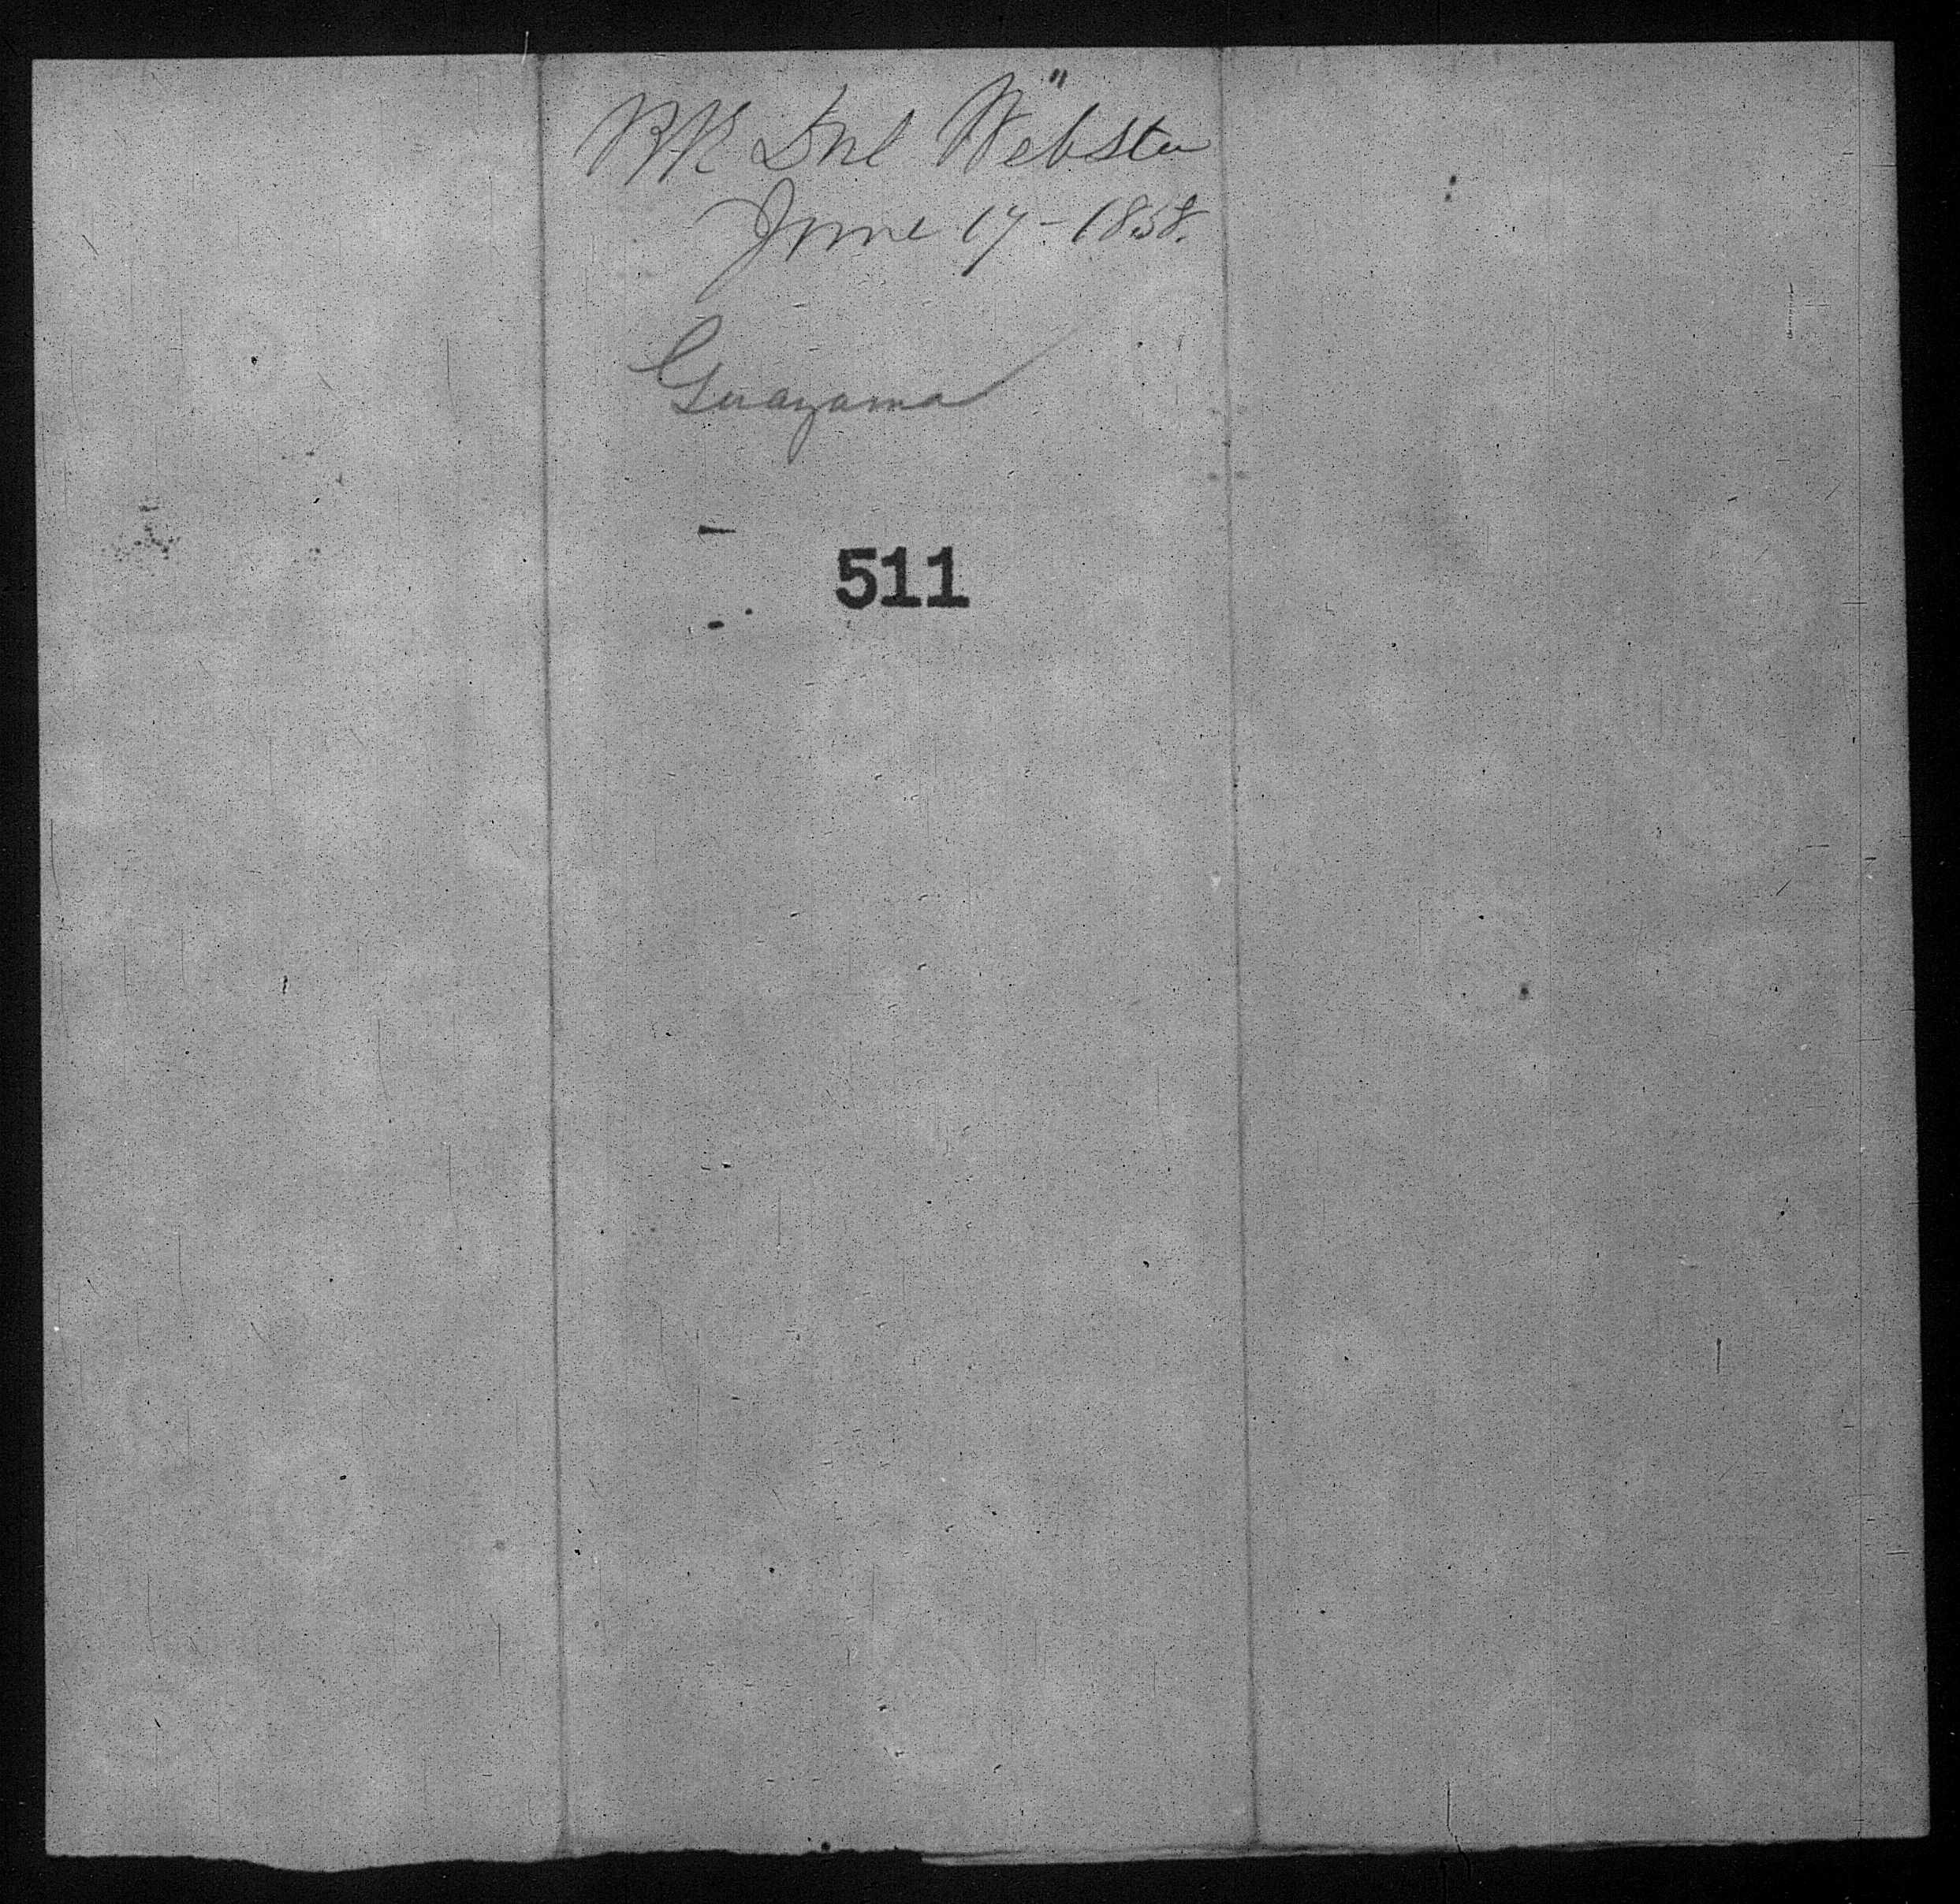 Bk Dnl Webster"
June 17 - 1858.
Guayama
511